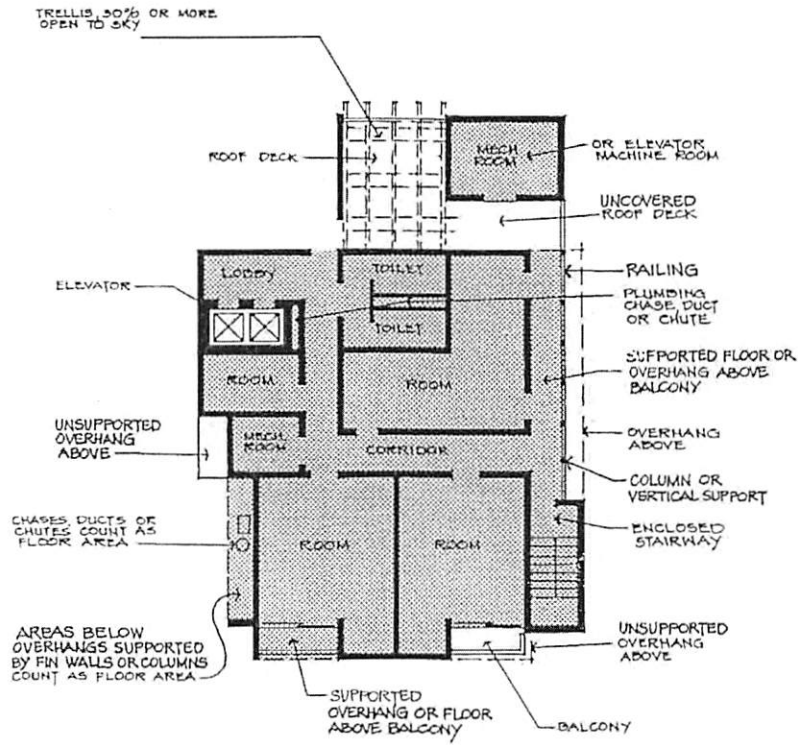 TRELLIS, 50% OR MORE
OPEN TO SKY
ROOF DECK
MECH
ROOM
OR ELEVATOR
MACHINE ROOM
UNCOVERED
ROOF DECK
LOBBY
TOILET
RAILING
ELEVATOR
PLUMBING
CHASE DUCT
OR CHUTE
TOILET
SUPPORTED FLOOR OR
OVERHANG ABOVE
BALCONY
ROOM
ROOM
UNSUPPORTED
OVERHANG
ABOVE
MECH.
ROOM
CORRIDOR
OVERHANG
ABOVE
COLUMN OR
VERTICAL SUPPORT
CHASES, DUCTS OR
CHUTES COUNT AS
FLOOR AREA
ROOM
ROOM
ENCLOSED
STAIRWAY
AREAS BELOW
OVERHANGS SUPPORTED
BY FIN WALLS OR COLUMNS
COUNT AS FLOOR AREA
UNSUPPORTED
OVERHANG
ABOVE
SUPPORTED
OVERHANG OR FLOOR
ABOVE BALCONY
BALCONY